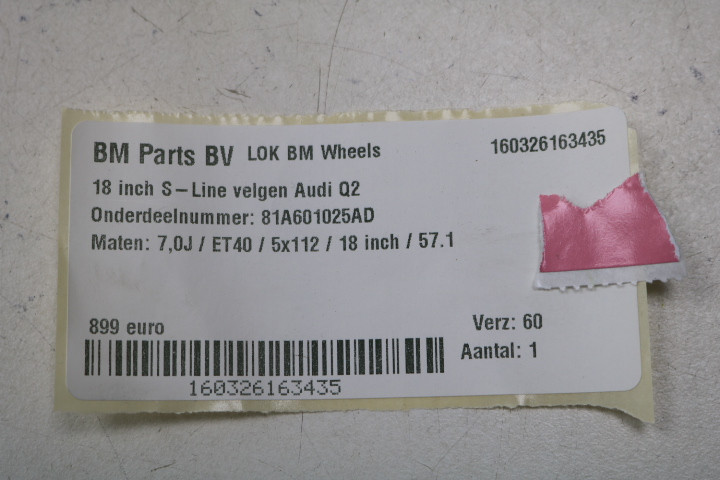 BM Parts BV LOK BM Wheels 160326163435
18 inch S-Line velgen Audi Q2
Onderdeelnummer: 81A601025AD
Maten: 7,0J / ET40 / 5x112 / 18 inch / 57.1
899 euro Verz: 60
Aantal: 1
160326163435